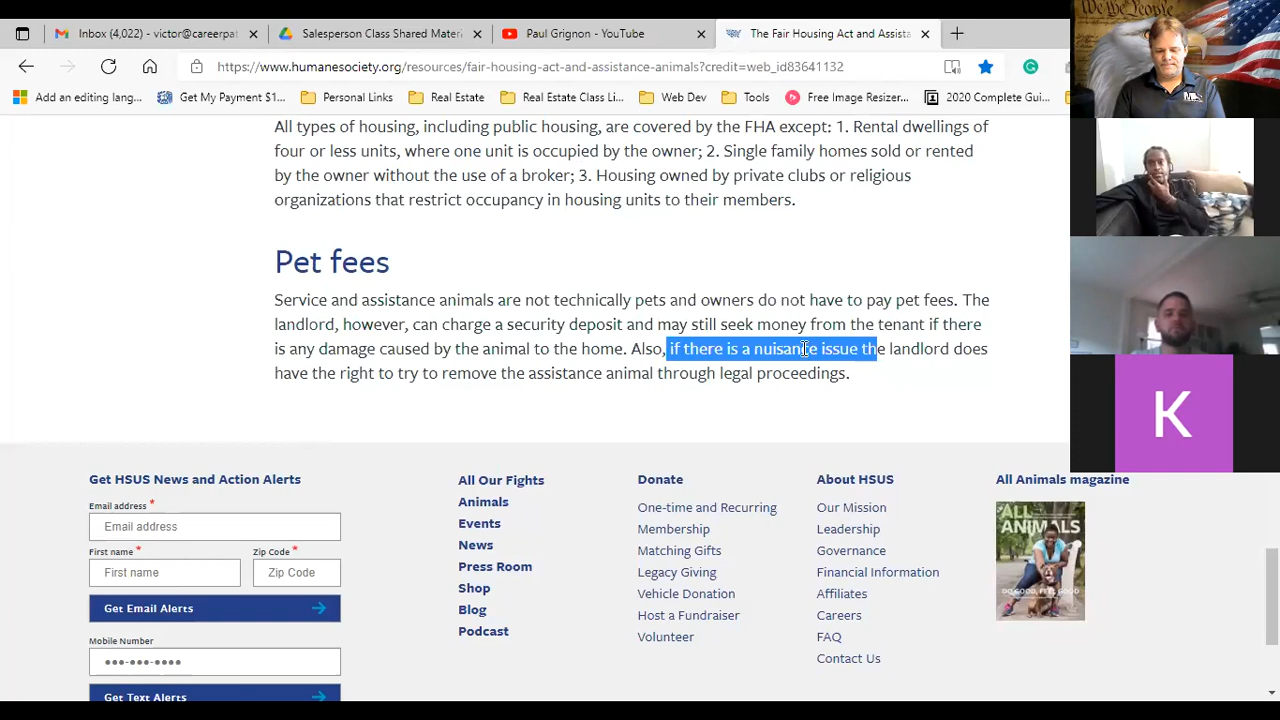 Inbox (4,022) – victor@careerpa
Salesperson Class Shared Mater
Paul Grignon - YouTube
The Fair Housing Act and Assista
We the People
https://www.humanesociety.org/resources/fair-housing-act-and-assistance-animals?credit=web_id83641132
Add an editing lang...
Get My Payment $1...
Personal Links
Real Estate
Real Estate Class Li...
Web Dev
Tools
Free Image Resizer...
2020 Complete Gui...
All types of housing, including public housing, are covered by the FHA except: 1. Rental dwellings of
four or less units, where one unit is occupied by the owner; 2. Single family homes sold or rented
by the owner without the use of a broker; 3. Housing owned by private clubs or religious
organizations that restrict occupancy in housing units to their members.
Pet fees
Service and assistance animals are not technically pets and owners do not have to pay pet fees. The
landlord, however, can charge a security deposit and may still seek money from the tenant if there
is any damage caused by the animal to the home. Also, if there is a nuisance issue the landlord does
have the right to try to remove the assistance animal through legal proceedings.
K
Get HSUS News and Action Alerts
Email address *
Email address
First name *
Zip Code *
First name
Zip Code
Get Email Alerts
Mobile Number
•••-•••-••••
Get Text Alerts
All Our Fights
Animals
Events
News
Press Room
Shop
Blog
Podcast
Donate
One-time and Recurring
Membership
Matching Gifts
Legacy Giving
Vehicle Donation
Host a Fundraiser
Volunteer
About HSUS
Our Mission
Leadership
Governance
Financial Information
Affiliates
Careers
FAQ
Contact Us
All Animals magazine
ALL
ANIMALS
DO GOOD, FEEL GOOD